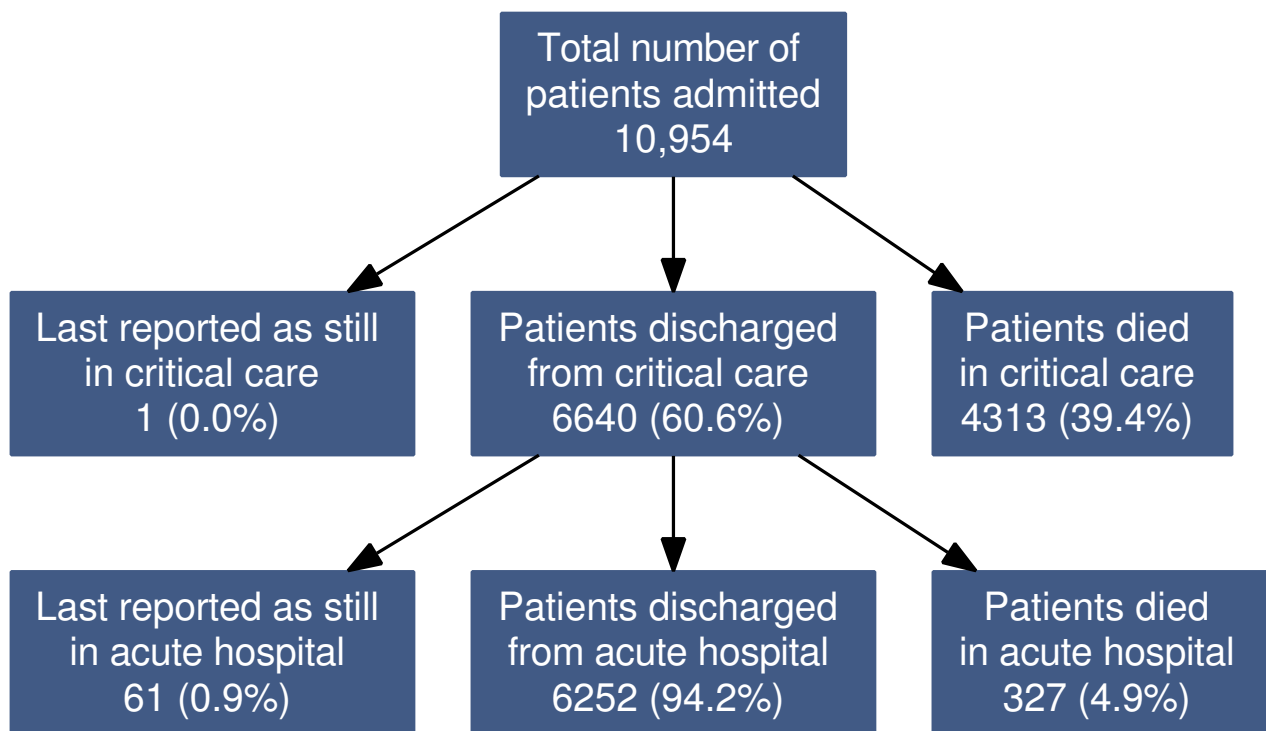 Total number of
patients admitted
10,954
Last reported as still
in critical care
1 (0.0%)
Patients discharged
from critical care
6640 (60.6%)
Patients died
in critical care
4313 (39.4%)
Last reported as still
in acute hospital
61 (0.9%)
Patients discharged
from acute hospital
6252 (94.2%)
Patients died
in acute hospital
327 (4.9%)